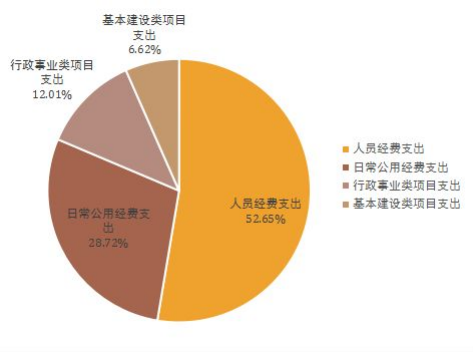 基本建设类项目
支出
6.62%
行政事业类项目
支出
12.01%
人员经费支出
52.65%
日常公用经费支
出
28.72%
人员经费支出
日常公用经费支出
行政事业类项目支出
基本建设类项目支出